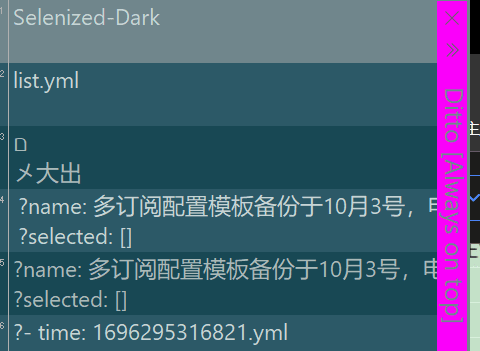 1
Selenized-Dark
2
list.yml
3
ロ
メ大出
4
?name: 多订阅配置模板备份于10月3号，
?selected: []
5
?name: 多订阅配置模板备份于10月3号，
?selected: []
6
?- time: 1696295316821.yml
Ditto [Always on top]